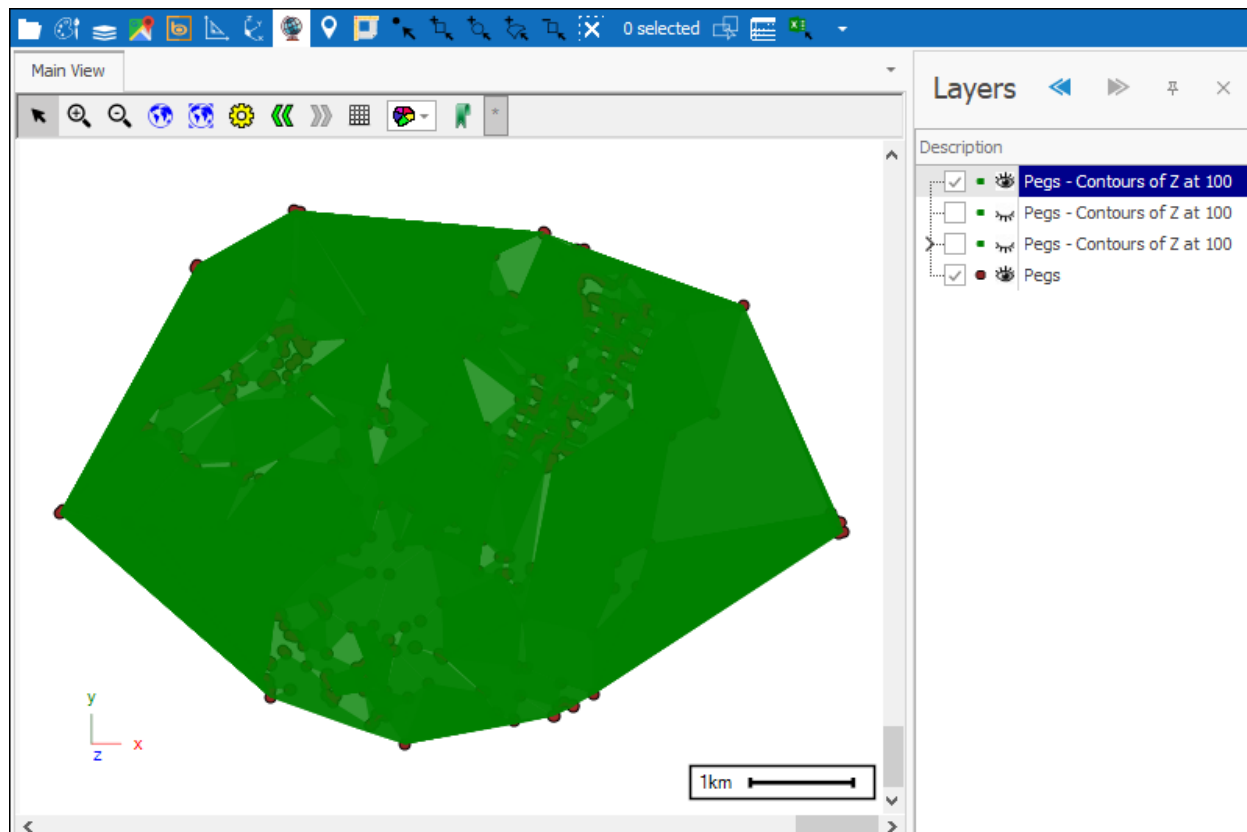 0 selected
Main View
Layers
Description
Pegs - Contours of Z at 100
Pegs - Contours of Z at 100
Pegs - Contours of Z at 100
Pegs
y
x
z
1km